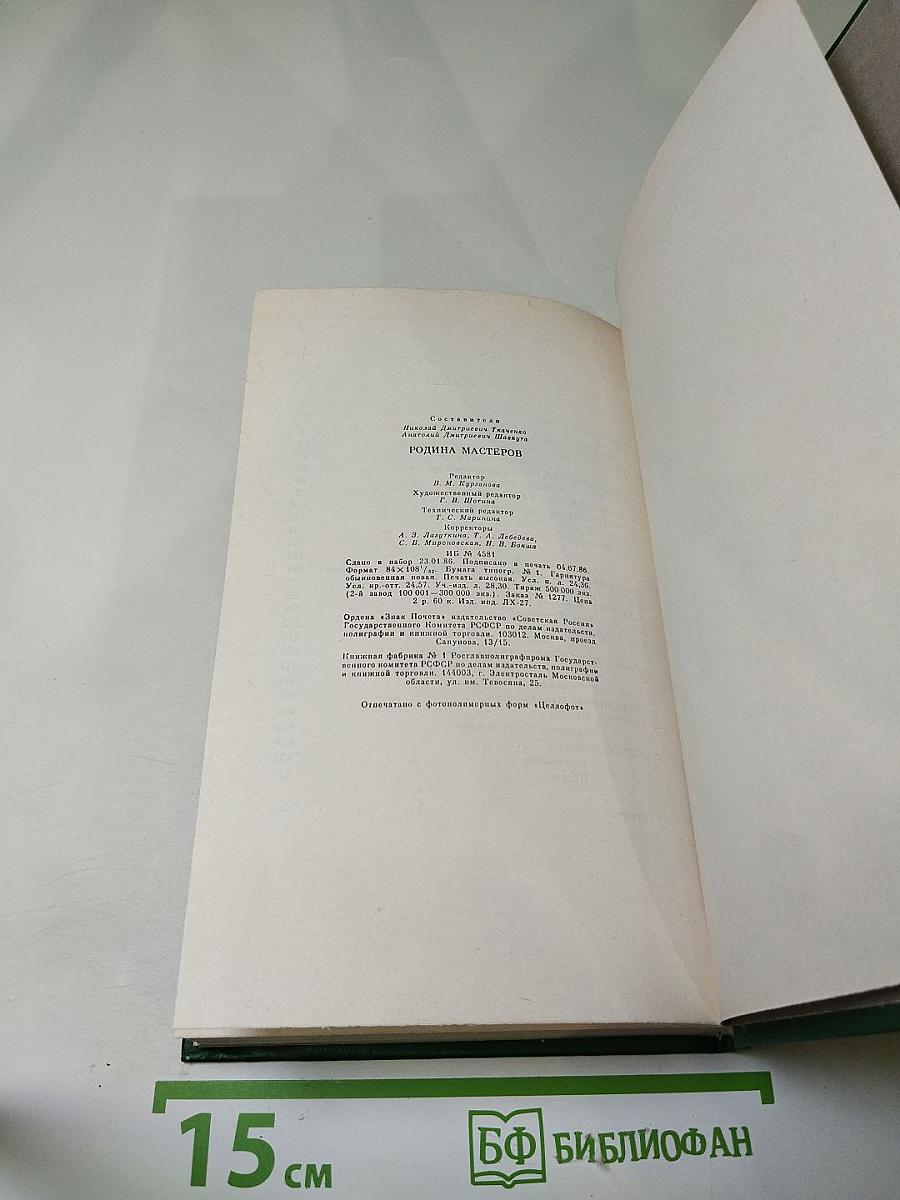 Составители
Николай Дмитриевич Ткаченко
Анатолий Дмитриевич Шавкута
РОДИНА МАСТЕРОВ
Редактор
В. М. Курганова
Художественный редактор
Г. В. Шотина
Технический редактор
Т. С. Маринина
Корректоры
А. З. Лазуткина, Т. А. Лебедева,
С. В. Мироновская, Н. В. Бокша
ИБ № 4581
Сдано в набор 23.01.86. Подписано в печать 04.07.86.
Формат 84×108¹/₃₂. Бумага типогр. № 1. Гарнитура
обыкновенная новая. Печать высокая. Усл. п. л. 24,36.
Усл. кр.-отт. 24,57. Уч.-изд. л. 28,30. Тираж 500 000 экз.
(2-й завод 100 001—300 000 экз.). Заказ № 1277. Цена
2 р. 60 к. Изд. инд. ЛХ-27.
Ордена «Знак Почета» издательство «Советская Россия»
Государственного Комитета РСФСР по делам издательств,
полиграфии и книжной торговли. 103012. Москва, проезд
Сапунова, 13/15.
Книжная фабрика № 1 Росглавполиграфпрома Государст-
венного комитета РСФСР по делам издательств, полиграфии
и книжной торговли. 144003, г. Электросталь Московской
области, ул. им. Тевосяна, 25.
Отпечатано с фотополимерных форм «Целлофот»
15 см
БФ БИБЛИОФАН